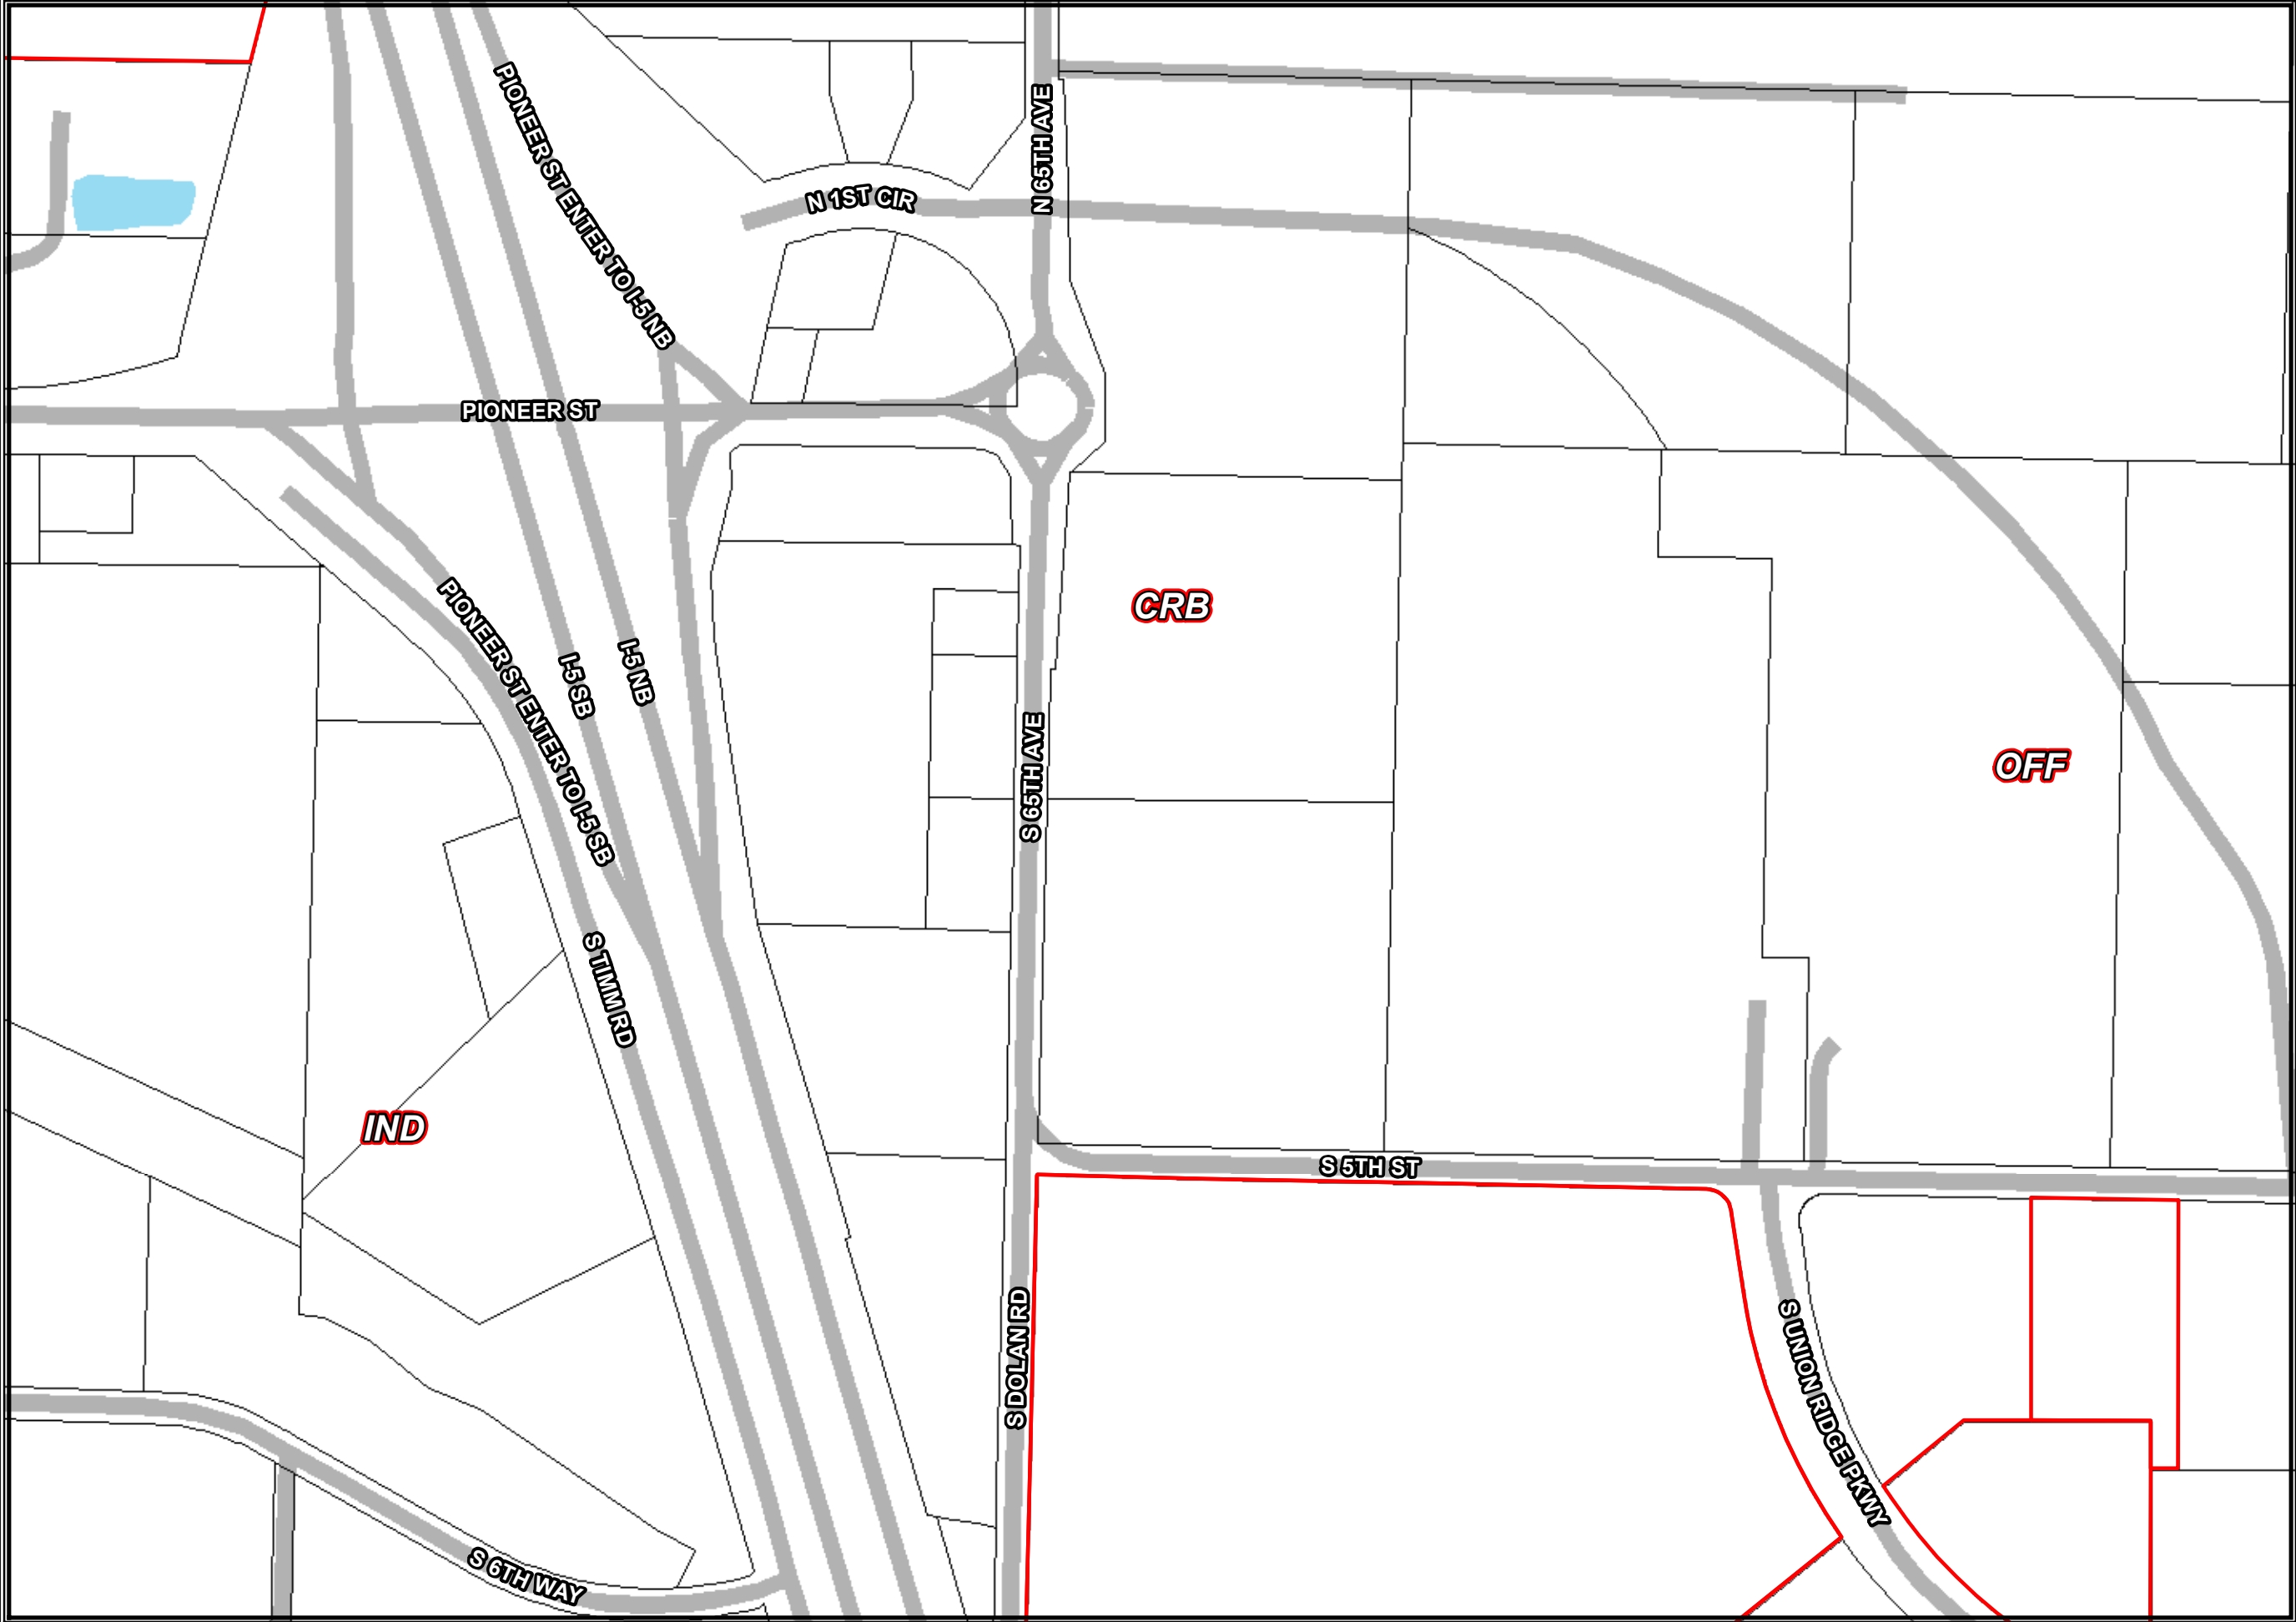 PIONEER ST ENTER TO I-5 NB
N 65TH AVE
N 1ST CIR
PIONEER ST
CRB
PIONEER ST ENTER TO I-5 SB
I-5 SB
I-5 NB
S 65TH AVE
OFF
S TIMM RD
IND
S 5TH ST
S DOLAN RD
S UNION RIDGE PKWY
S 6TH WAY